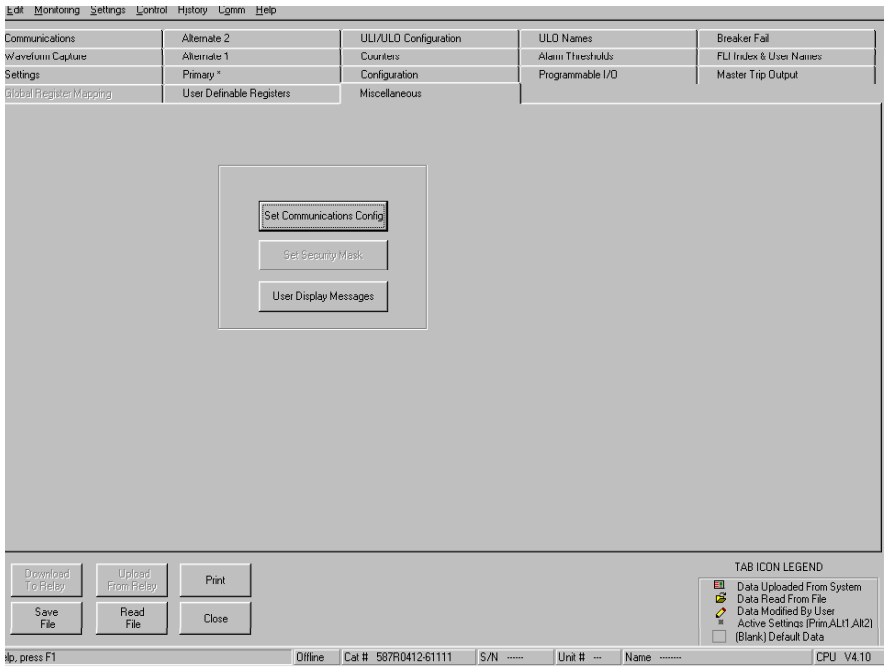 Edit Monitoring Settings Control History Comm Help
Communications Alternate 2 ULI/ULO Configuration ULO Names Breaker Fail
Waveform Capture Alternate 1 Counters Alarm Thresholds FLI Index & User Names
Settings Primary * Configuration Programmable I/O Master Trip Output
Global Register Mapping User Definable Registers Miscellaneous
Set Communications Config
Set Security Mask
User Display Messages
Download To Relay
Upload From Relay
Print
Save File
Read File
Close
TAB ICON LEGEND
Data Uploaded From System
Data Read From File
Data Modified By User
Active Settings (Prim,ALt1,Alt2)
(Blank) Default Data
elp, press F1 Offline Cat # 587R0412-61111 S/N ------ Unit # --- Name -------- CPU V4.10